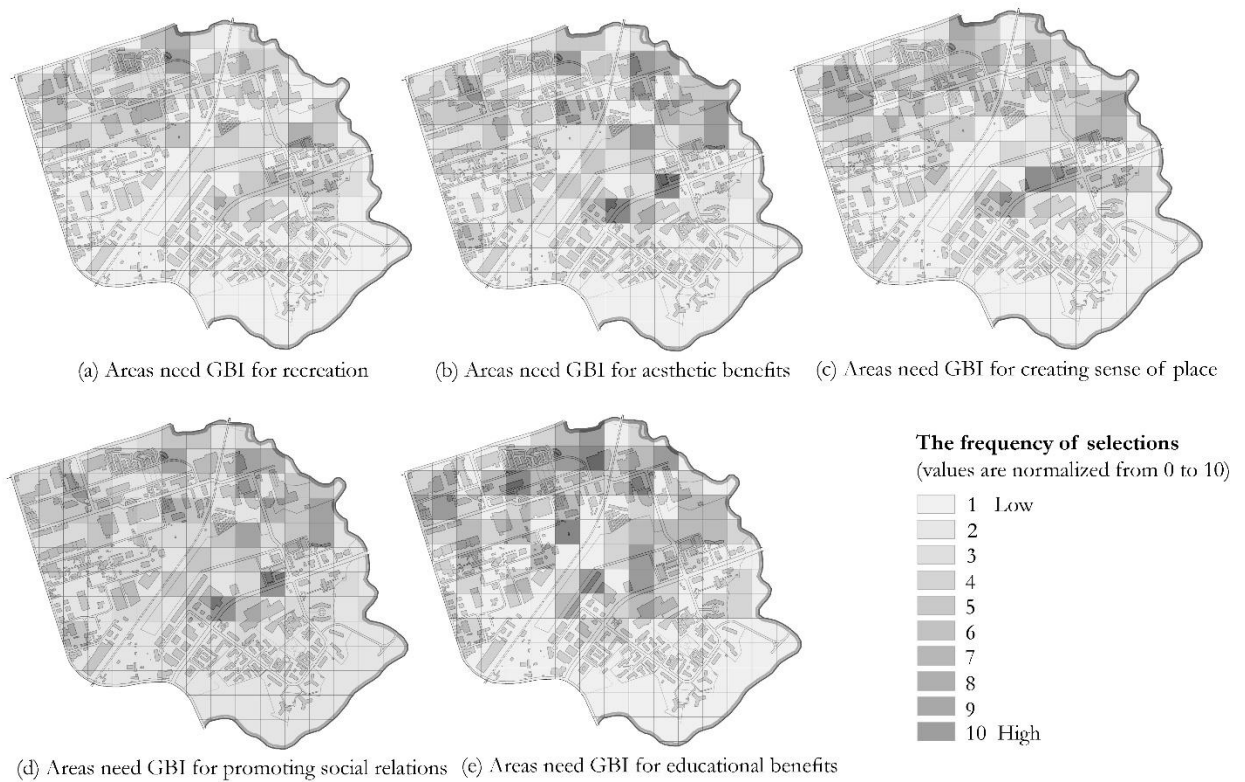 (a) Areas need GBI for recreation
(b) Areas need GBI for aesthetic benefits
(c) Areas need GBI for creating sense of place
(d) Areas need GBI for promoting social relations
(e) Areas need GBI for educational benefits
The frequency of selections
(values are normalized from 0 to 10)
1 Low
2
3
4
5
6
7
8
9
10 High